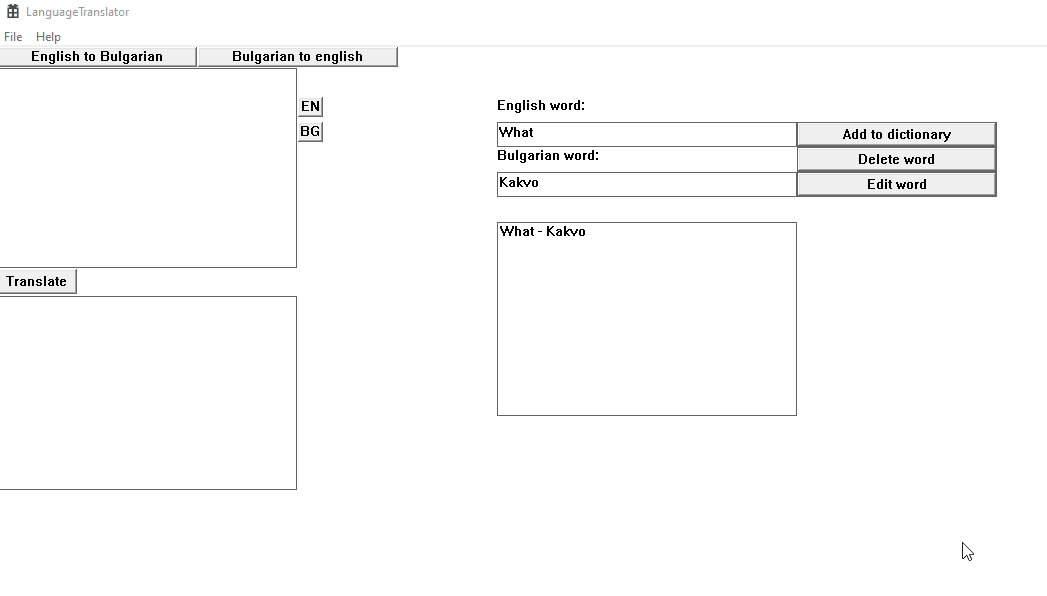 LanguageTranslator
File Help
English to Bulgarian Bulgarian to english
EN
BG
English word:
What Add to dictionary
Bulgarian word: Delete word
Kakvo Edit word
What - Kakvo
Translate